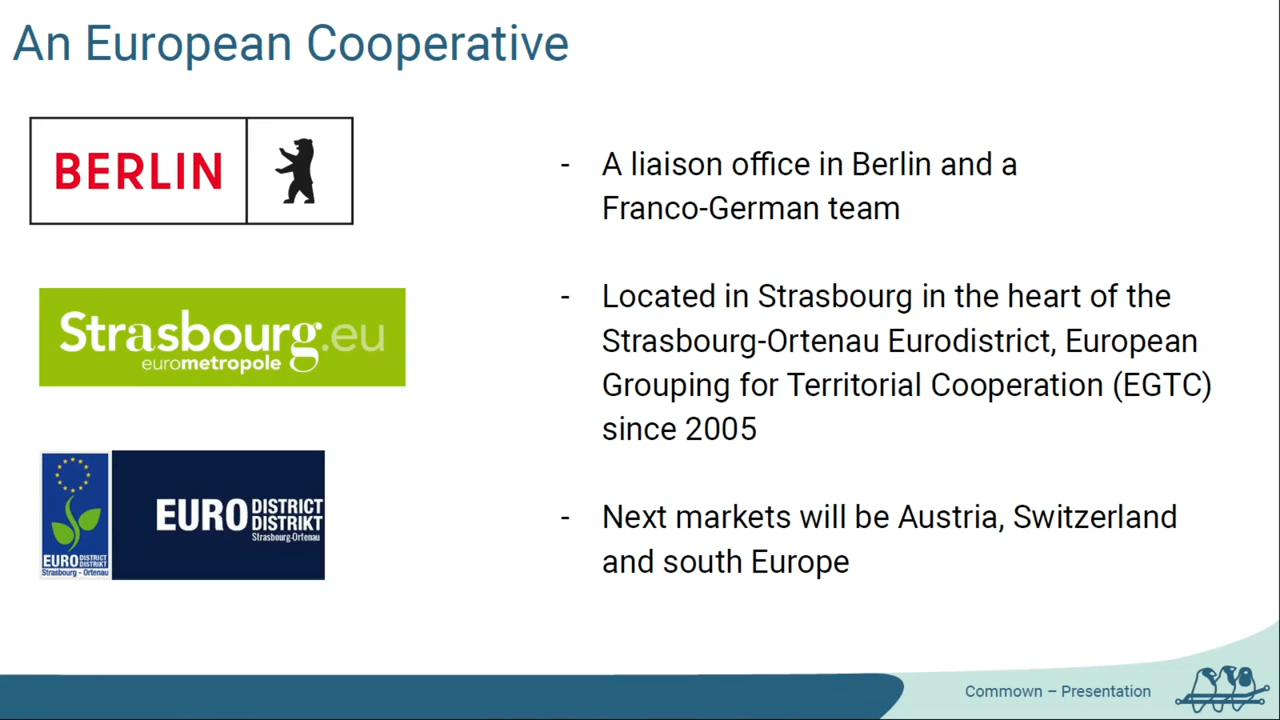 An European Cooperative
BERLIN
- A liaison office in Berlin and a
Franco-German team
Strasbourg.eu
eurométropole
- Located in Strasbourg in the heart of the
Strasbourg-Ortenau Eurodistrict, European
Grouping for Territorial Cooperation (EGTC)
since 2005
EURO DISTRICT
DISTRIKT
Strasbourg - Ortenau
EURO DISTRICT
DISTRIKT
Strasbourg-Ortenau
- Next markets will be Austria, Switzerland
and south Europe
Commown – Presentation